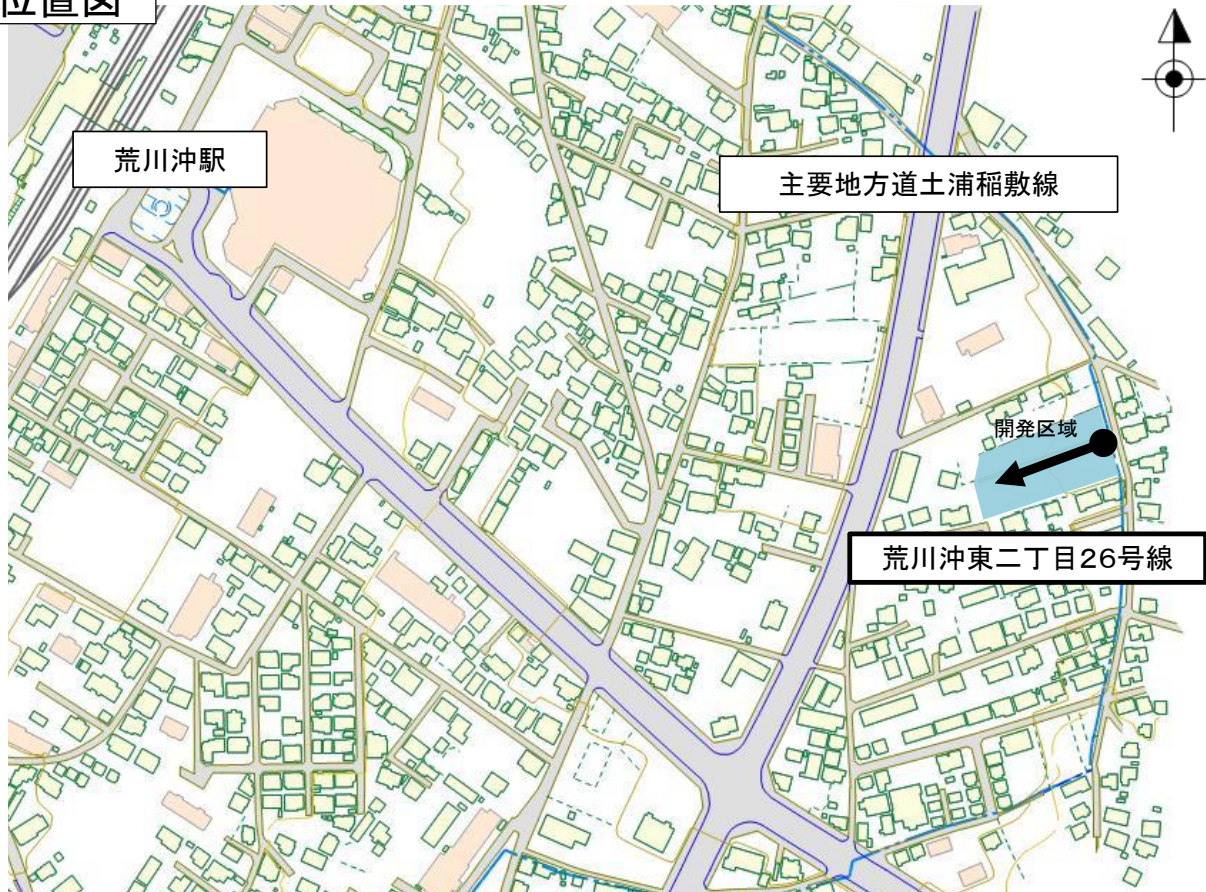 位置図
荒川沖駅
主要地方道土浦稲敷線
開発区域
荒川沖東二丁目26号線